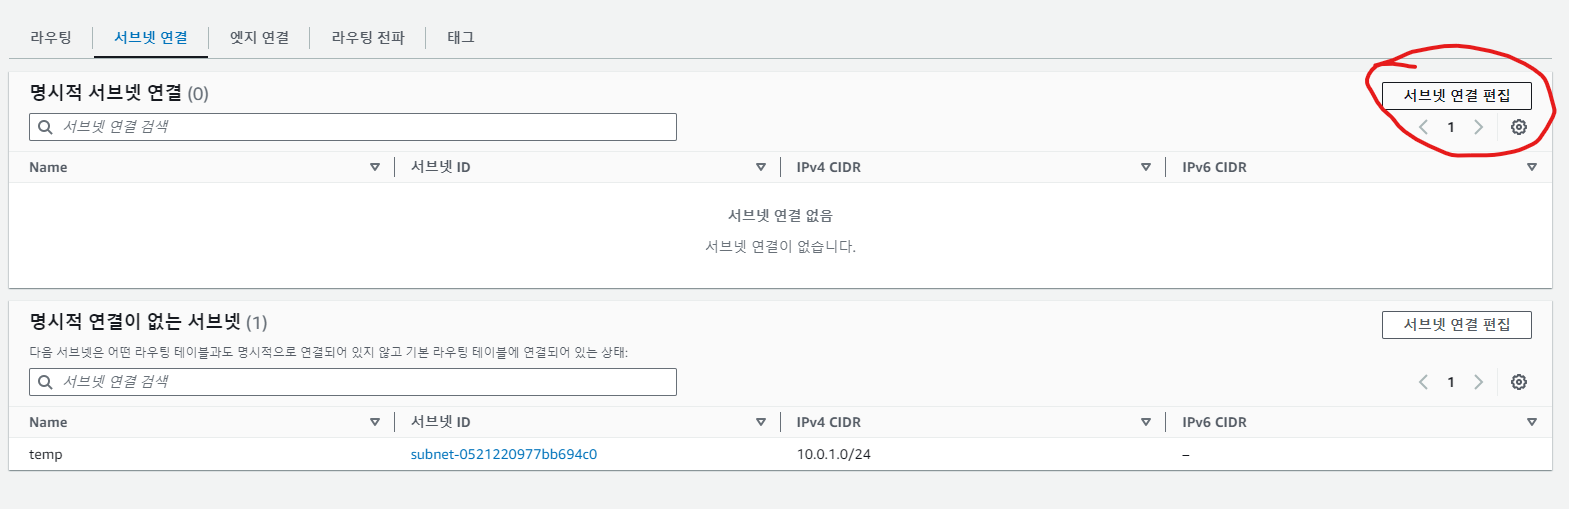 라우팅 서브넷 연결 엣지 연결 라우팅 전파 태그
명시적 서브넷 연결 (0)
서브넷 연결 편집
서브넷 연결 검색
1
Name 서브넷 ID IPv4 CIDR IPv6 CIDR
서브넷 연결 없음
서브넷 연결이 없습니다.
명시적 연결이 없는 서브넷 (1)
서브넷 연결 편집
다음 서브넷은 어떤 라우팅 테이블과도 명시적으로 연결되어 있지 않고 기본 라우팅 테이블에 연결되어 있는 상태:
서브넷 연결 검색
1
Name 서브넷 ID IPv4 CIDR IPv6 CIDR
temp subnet-0521220977bb694c0 10.0.1.0/24 –